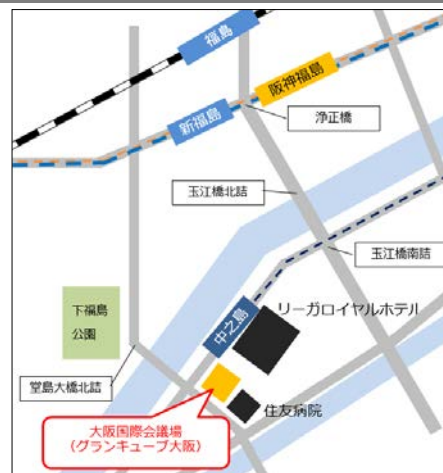 福島
阪神福島
新福島
浄正橋
玉江橋北詰
玉江橋南詰
下福島
公園
中之島
リーガロイヤルホテル
堂島大橋北詰
住友病院
大阪国際会議場
（グランキューブ大阪）